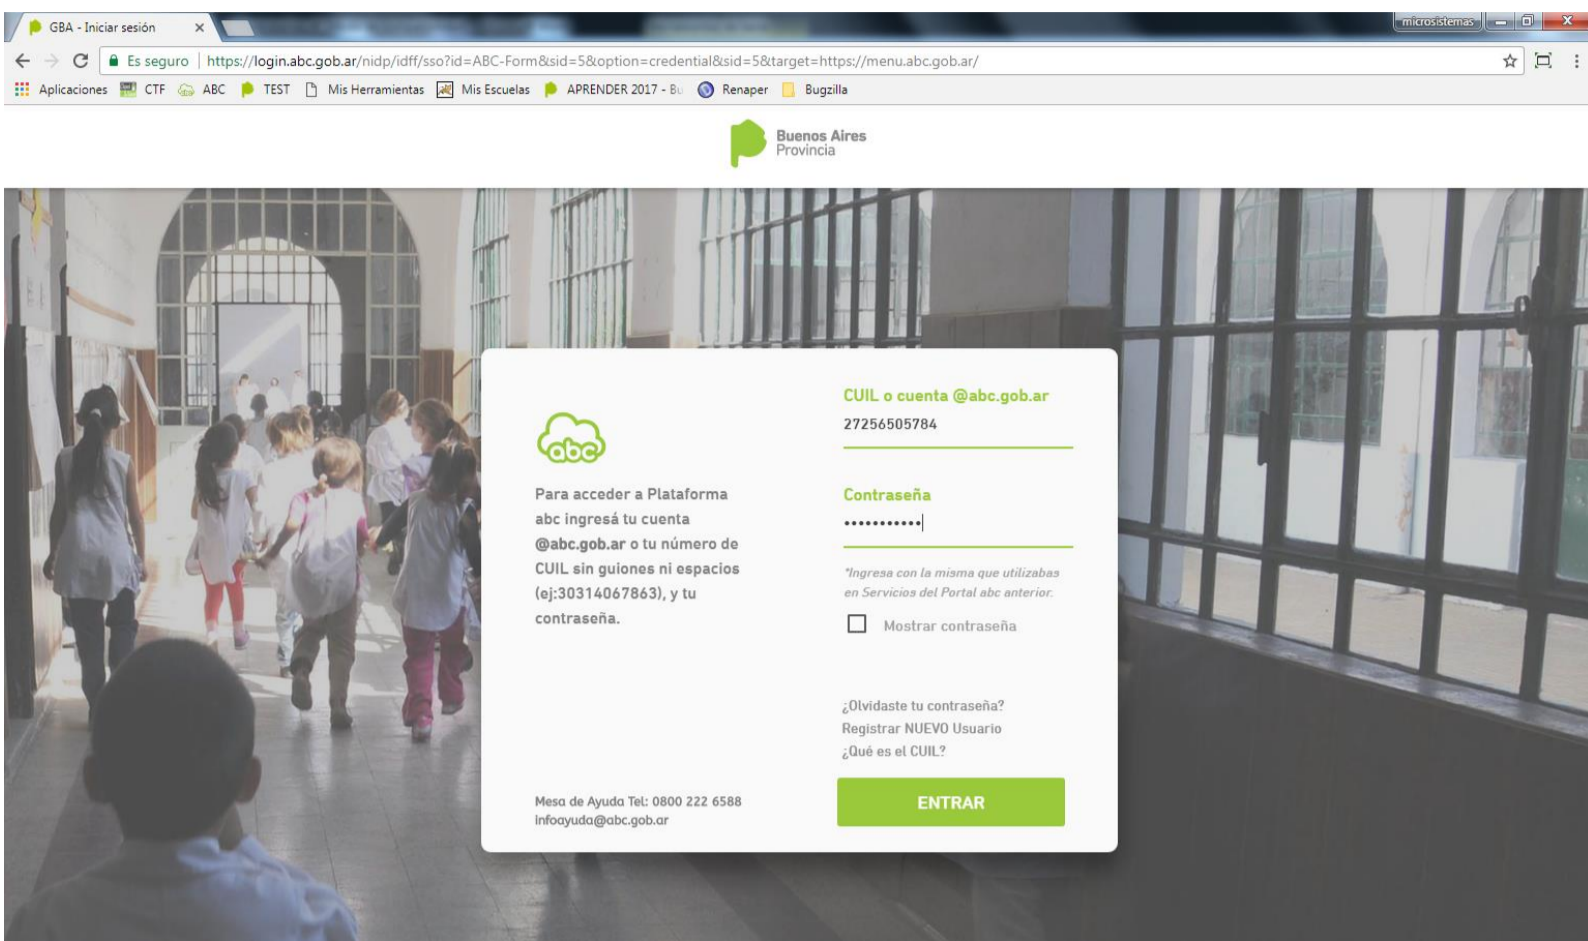 GBA - Iniciar sesión
microsistemas
Es seguro | https://login.abc.gob.ar/nidp/idff/sso?id=ABC-Form&sid=5&option=credential&sid=5&target=https://menu.abc.gob.ar/
Aplicaciones CTF ABC TEST Mis Herramientas Mis Escuelas APRENDER 2017 - Bu Renaper Bugzilla
Buenos Aires
Provincia
abc
Para acceder a Plataforma
abc ingresá tu cuenta
@abc.gob.ar o tu número de
CUIL sin guiones ni espacios
(ej:30314067863), y tu
contraseña.
Mesa de Ayuda Tel: 0800 222 6588
infoayuda@abc.gob.ar
CUIL o cuenta @abc.gob.ar
27256505784
Contraseña
•••••••••••
*Ingresa con la misma que utilizabas
en Servicios del Portal abc anterior.
Mostrar contraseña
¿Olvidaste tu contraseña?
Registrar NUEVO Usuario
¿Qué es el CUIL?
ENTRAR